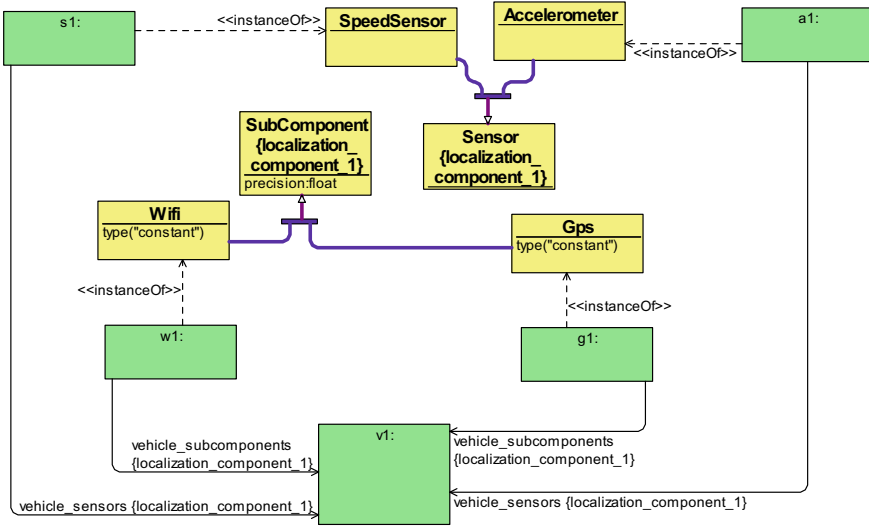 s1:
<<instanceOf>>
SpeedSensor
Accelerometer
<<instanceOf>>
a1:
SubComponent
{localization_
component_1}
precision:float
Sensor
{localization_
component_1}
Wifi
type("constant")
Gps
type("constant")
<<instanceOf>>
<<instanceOf>>
w1:
g1:
vehicle_subcomponents
{localization_component_1}
v1:
vehicle_subcomponents
{localization_component_1}
vehicle_sensors {localization_component_1}
vehicle_sensors {localization_component_1}